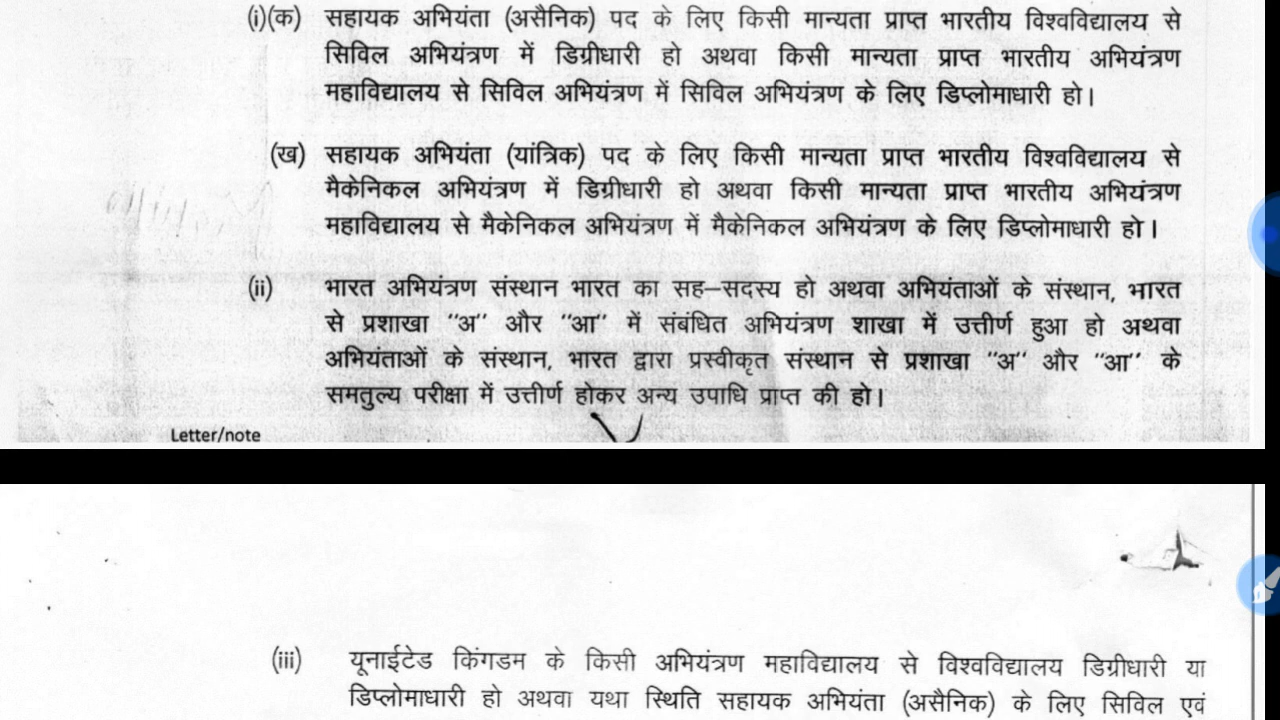 (i)(क) सहायक अभियंता (असैनिक) पद के लिए किसी मान्यता प्राप्त भारतीय विश्वविद्यालय से
सिविल अभियंत्रण में डिग्रीधारी हो अथवा किसी मान्यता प्राप्त भारतीय अभियंत्रण
महाविद्यालय से सिविल अभियंत्रण में सिविल अभियंत्रण के लिए डिप्लोमाधारी हो।
(ख) सहायक अभियंता (यांत्रिक) पद के लिए किसी मान्यता प्राप्त भारतीय विश्वविद्यालय से
मैकेनिकल अभियंत्रण में डिग्रीधारी हो अथवा किसी मान्यता प्राप्त भारतीय अभियंत्रण
महाविद्यालय से मैकेनिकल अभियंत्रण में मैकेनिकल अभियंत्रण के लिए डिप्लोमाधारी हो।
(ii) भारत अभियंत्रण संस्थान भारत का सह–सदस्य हो अथवा अभियंताओं के संस्थान, भारत
से प्रशाखा “अ” और “आ” में संबंधित अभियंत्रण शाखा में उत्तीर्ण हुआ हो अथवा
अभियंताओं के संस्थान, भारत द्वारा प्रस्वीकृत संस्थान से प्रशाखा “अ” और “आ” के
समतुल्य परीक्षा में उत्तीर्ण होकर अन्य उपाधि प्राप्त की हो।
Letter/note
(iii) यूनाईटेड किंगडम के किसी अभियंत्रण महाविद्यालय से विश्वविद्यालय डिग्रीधारी या
डिप्लोमाधारी हो अथवा यथा स्थिति सहायक अभियंता (असैनिक) के लिए सिविल एवं